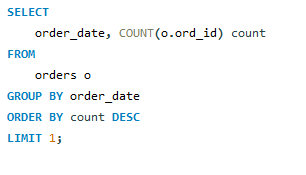 SELECT
order_date, COUNT(o.ord_id) count
FROM
orders o
GROUP BY order_date
ORDER BY count DESC
LIMIT 1;